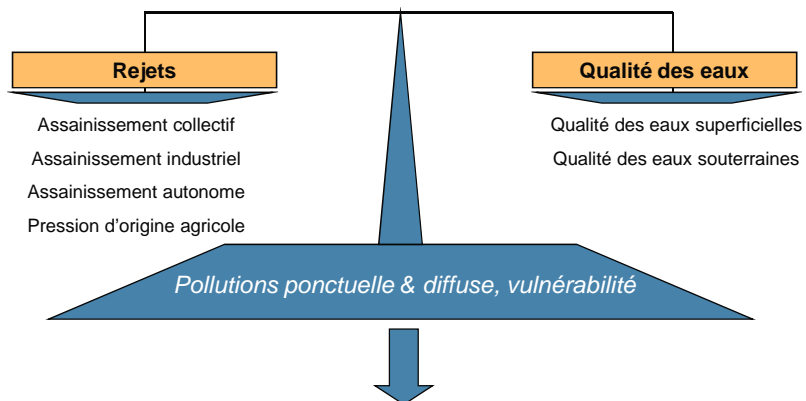 Rejets
Assainissement collectif
Assainissement industriel
Assainissement autonome
Pression d'origine agricole
Qualité des eaux
Qualité des eaux superficielles
Qualité des eaux souterraines
Pollutions ponctuelle & diffuse, vulnérabilité